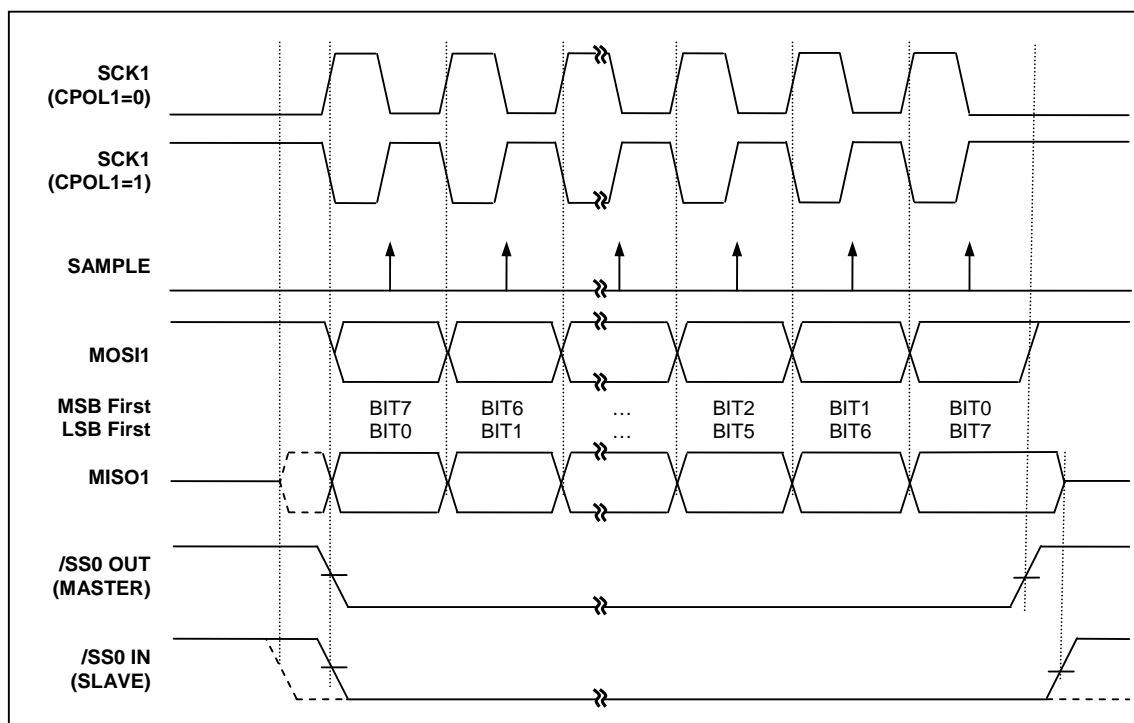 SCK1
(CPOL1=0)
SCK1
(CPOL1=1)
SAMPLE
MOSI1
MSB First BIT7 BIT6 … BIT2 BIT1 BIT0
LSB First BIT0 BIT1 … BIT5 BIT6 BIT7
MISO1
/SS0 OUT
(MASTER)
/SS0 IN
(SLAVE)